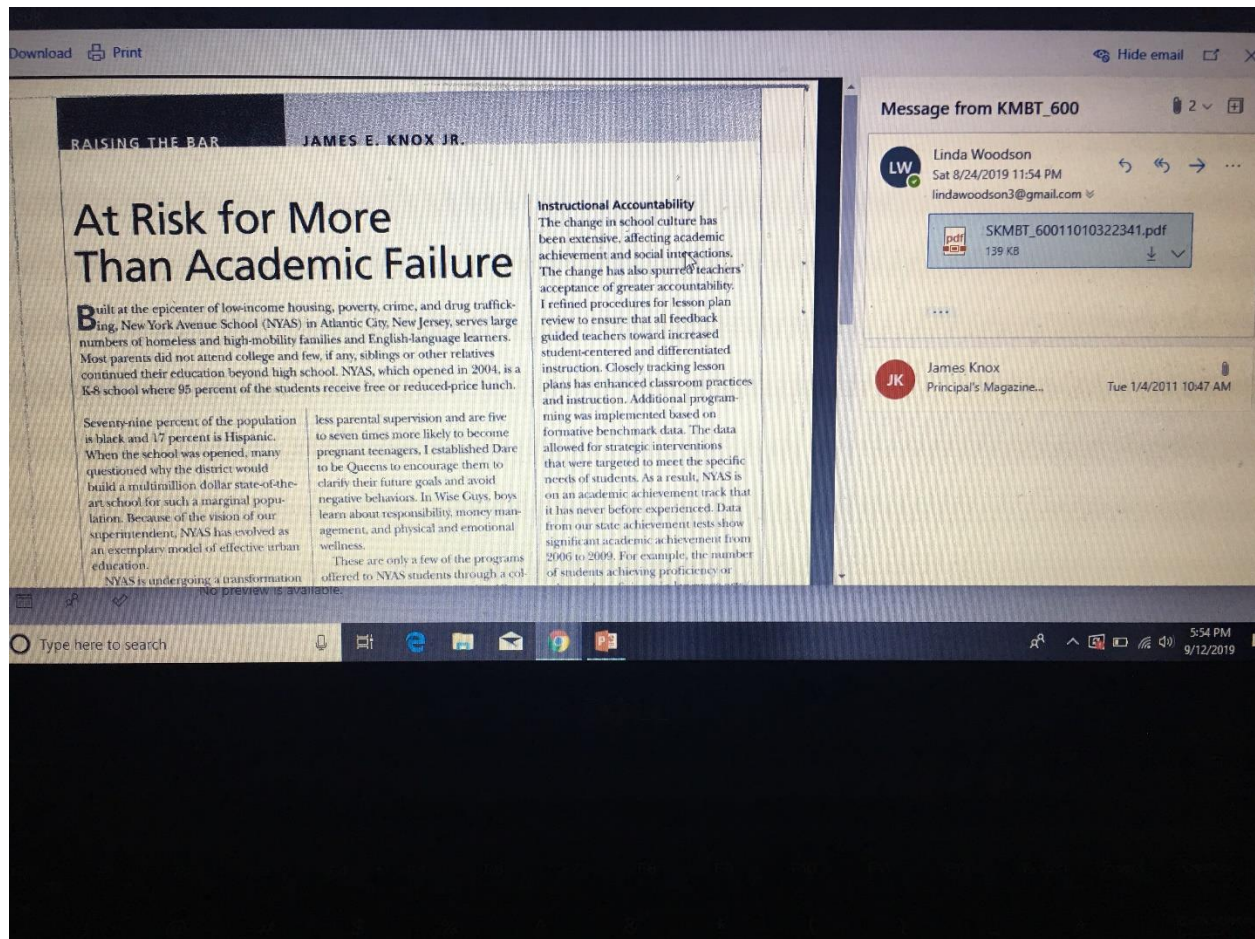 Download Print
Hide email
RAISING THE BAR JAMES E. KNOX JR.
At Risk for More
Than Academic Failure
Built at the epicenter of low-income housing, poverty, crime, and drug traffick-
ing, New York Avenue School (NYAS) in Atlantic City, New Jersey, serves large
numbers of homeless and high-mobility families and English-language learners.
Most parents did not attend college and few, if any, siblings or other relatives
continued their education beyond high school. NYAS, which opened in 2004, is a
K-8 school where 95 percent of the students receive free or reduced-price lunch.
Seventy-nine percent of the population
is black and 17 percent is Hispanic.
When the school was opened, many
questioned why the district would
build a multimillion dollar state-of-the-
art school for such a marginal popu-
lation. Because of the vision of our
superintendent, NYAS has evolved as
an exemplary model of effective urban
education.
NYAS is undergoing a transformation
less parental supervision and are five
to seven times more likely to become
pregnant teenagers, I established Dare
to be Queens to encourage them to
clarify their future goals and avoid
negative behaviors. In Wise Guys, boys
learn about responsibility, money man-
agement, and physical and emotional
wellness.
These are only a few of the programs
offered to NYAS students through a col-
Instructional Accountability
The change in school culture has
been extensive, affecting academic
achievement and social interactions.
The change has also spurred teachers'
acceptance of greater accountability.
I refined procedures for lesson plan
review to ensure that all feedback
guided teachers toward increased
student-centered and differentiated
instruction. Closely tracking lesson
plans has enhanced classroom practices
and instruction. Additional program-
ming was implemented based on
formative benchmark data. The data
allowed for strategic interventions
that were targeted to meet the specific
needs of students. As a result, NYAS is
on an academic achievement track that
it has never before experienced. Data
from our state achievement tests show
significant academic achievement from
2006 to 2009. For example, the number
of students achieving proficiency or
No preview is available.
Message from KMBT_600 2
LW
Linda Woodson
Sat 8/24/2019 11:54 PM
lindawoodson3@gmail.com
pdf
SKMBT_60011010322341.pdf
139 KB
...
JK
James Knox
Principal's Magazine... Tue 1/4/2011 10:47 AM
Type here to search
5:54 PM
9/12/2019